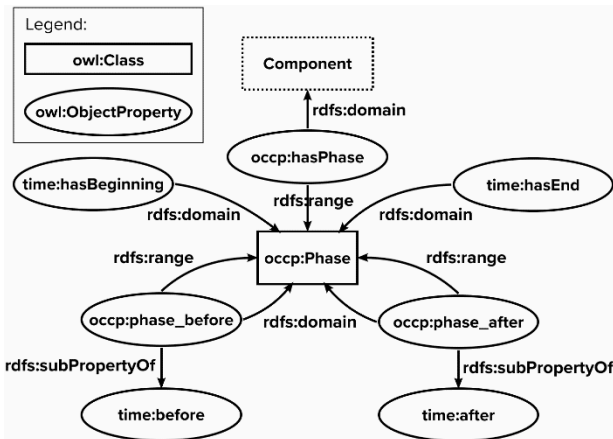 Legend:
owl:Class
owl:ObjectProperty
Component
rdfs:domain
occp:hasPhase
time:hasBeginning
time:hasEnd
rdfs:range
rdfs:domain
rdfs:domain
occp:Phase
rdfs:range
rdfs:range
occp:phase_before
rdfs:domain
occp:phase_after
rdfs:subPropertyOf
rdfs:subPropertyOf
time:before
time:after